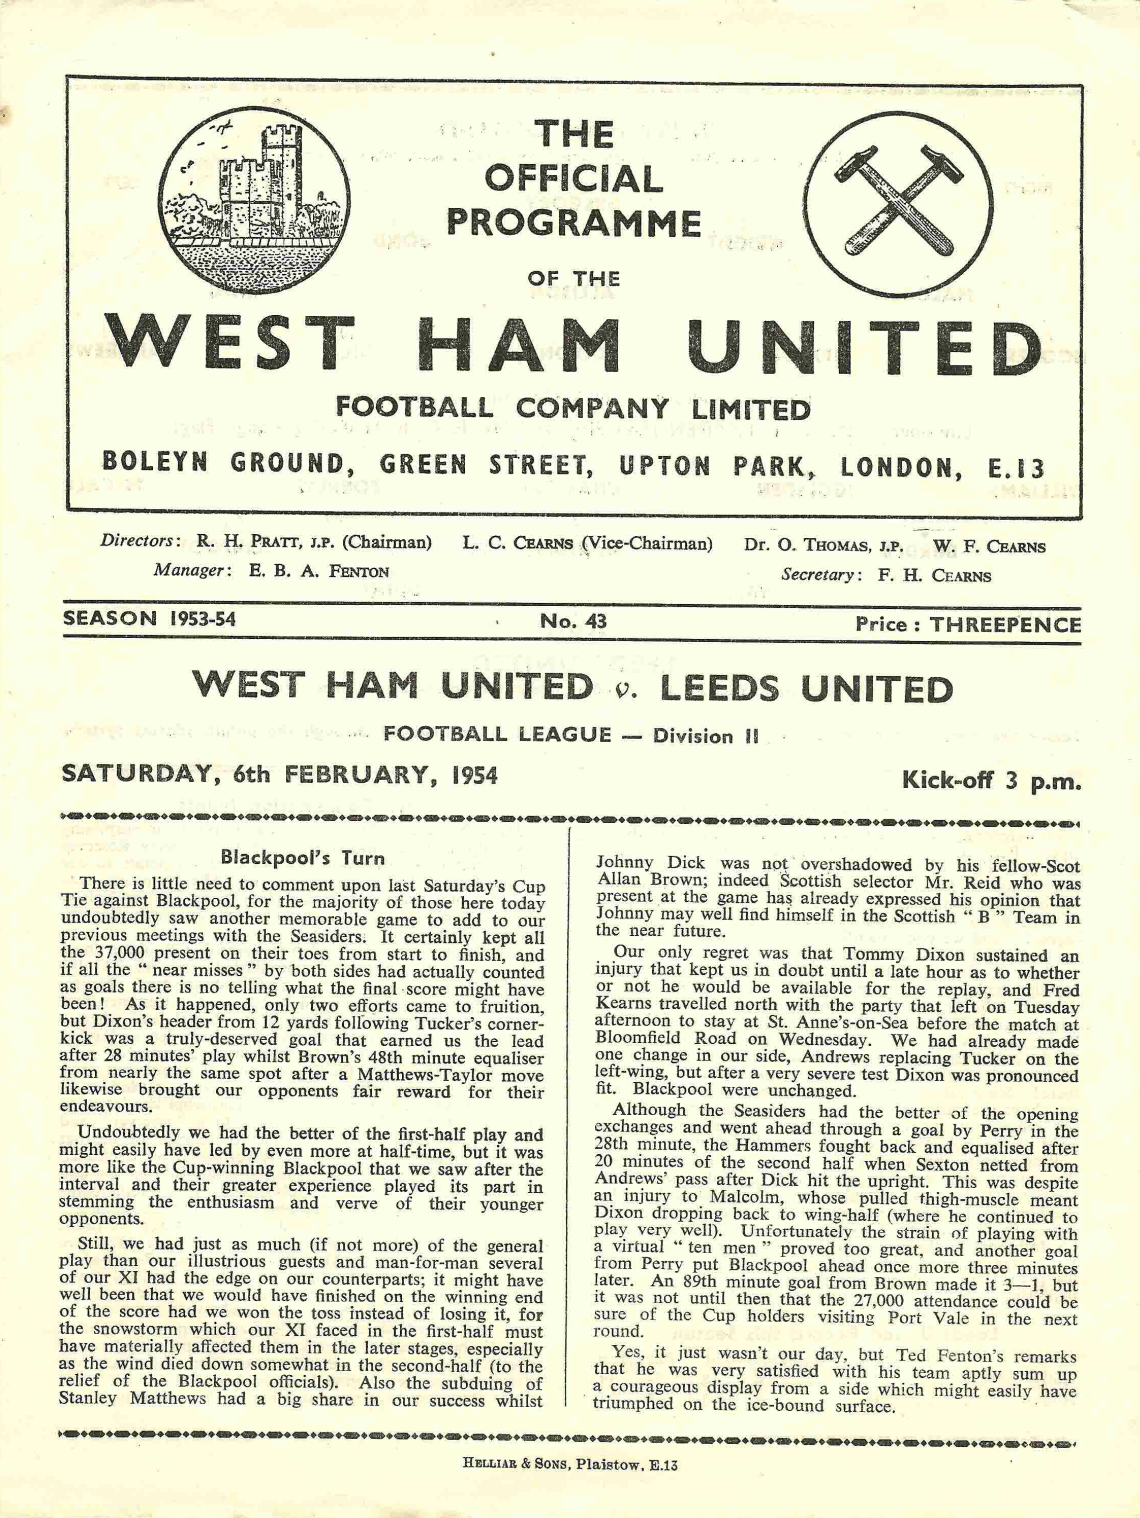 THE
OFFICIAL
PROGRAMME
OF THE
WEST HAM UNITED
FOOTBALL COMPANY LIMITED
BOLEYN GROUND, GREEN STREET, UPTON PARK, LONDON, E.13
Directors: R. H. PRATT, J.P. (Chairman) L. C. CEARNS (Vice-Chairman) Dr. O. THOMAS, J.P. W. F. CEARNS
Manager: E. B. A. FENTON Secretary: F. H. CEARNS
SEASON 1953-54 No. 43 Price : THREEPENCE
WEST HAM UNITED v. LEEDS UNITED
FOOTBALL LEAGUE — Division II
SATURDAY, 6th FEBRUARY, 1954 Kick-off 3 p.m.
Blackpool's Turn
There is little need to comment upon last Saturday's Cup
Tie against Blackpool, for the majority of those here today
undoubtedly saw another memorable game to add to our
previous meetings with the Seasiders. It certainly kept all
the 37,000 present on their toes from start to finish, and
if all the " near misses " by both sides had actually counted
as goals there is no telling what the final score might have
been! As it happened, only two efforts came to fruition,
but Dixon's header from 12 yards following Tucker's corner-
kick was a truly-deserved goal that earned us the lead
after 28 minutes' play whilst Brown's 48th minute equaliser
from nearly the same spot after a Matthews-Taylor move
likewise brought our opponents fair reward for their
endeavours.
Undoubtedly we had the better of the first-half play and
might easily have led by even more at half-time, but it was
more like the Cup-winning Blackpool that we saw after the
interval and their greater experience played its part in
stemming the enthusiasm and verve of their younger
opponents.
Still, we had just as much (if not more) of the general
play than our illustrious guests and man-for-man several
of our XI had the edge on our counterparts; it might have
well been that we would have finished on the winning end
of the score had we won the toss instead of losing it, for
the snowstorm which our XI faced in the first-half must
have materially affected them in the later stages, especially
as the wind died down somewhat in the second-half (to the
relief of the Blackpool officials). Also the subduing of
Stanley Matthews had a big share in our success whilst
Johnny Dick was not overshadowed by his fellow-Scot
Allan Brown; indeed Scottish selector Mr. Reid who was
present at the game has already expressed his opinion that
Johnny may well find himself in the Scottish " B " Team in
the near future.
Our only regret was that Tommy Dixon sustained an
injury that kept us in doubt until a late hour as to whether
or not he would be available for the replay, and Fred
Kearns travelled north with the party that left on Tuesday
afternoon to stay at St. Anne's-on-Sea before the match at
Bloomfield Road on Wednesday. We had already made
one change in our side, Andrews replacing Tucker on the
left-wing, but after a very severe test Dixon was pronounced
fit. Blackpool were unchanged.
Although the Seasiders had the better of the opening
exchanges and went ahead through a goal by Perry in the
28th minute, the Hammers fought back and equalised after
20 minutes of the second half when Sexton netted from
Andrews' pass after Dick hit the upright. This was despite
an injury to Malcolm, whose pulled thigh-muscle meant
Dixon dropping back to wing-half (where he continued to
play very well). Unfortunately the strain of playing with
a virtual " ten men " proved too great, and another goal
from Perry put Blackpool ahead once more three minutes
later. An 89th minute goal from Brown made it 3—1, but
it was not until then that the 27,000 attendance could be
sure of the Cup holders visiting Port Vale in the next
round.
Yes, it just wasn't our day, but Ted Fenton's remarks
that he was very satisfied with his team aptly sum up
a courageous display from a side which might easily have
triumphed on the ice-bound surface.
HELLIAR & SONS, Plaistow, E.13